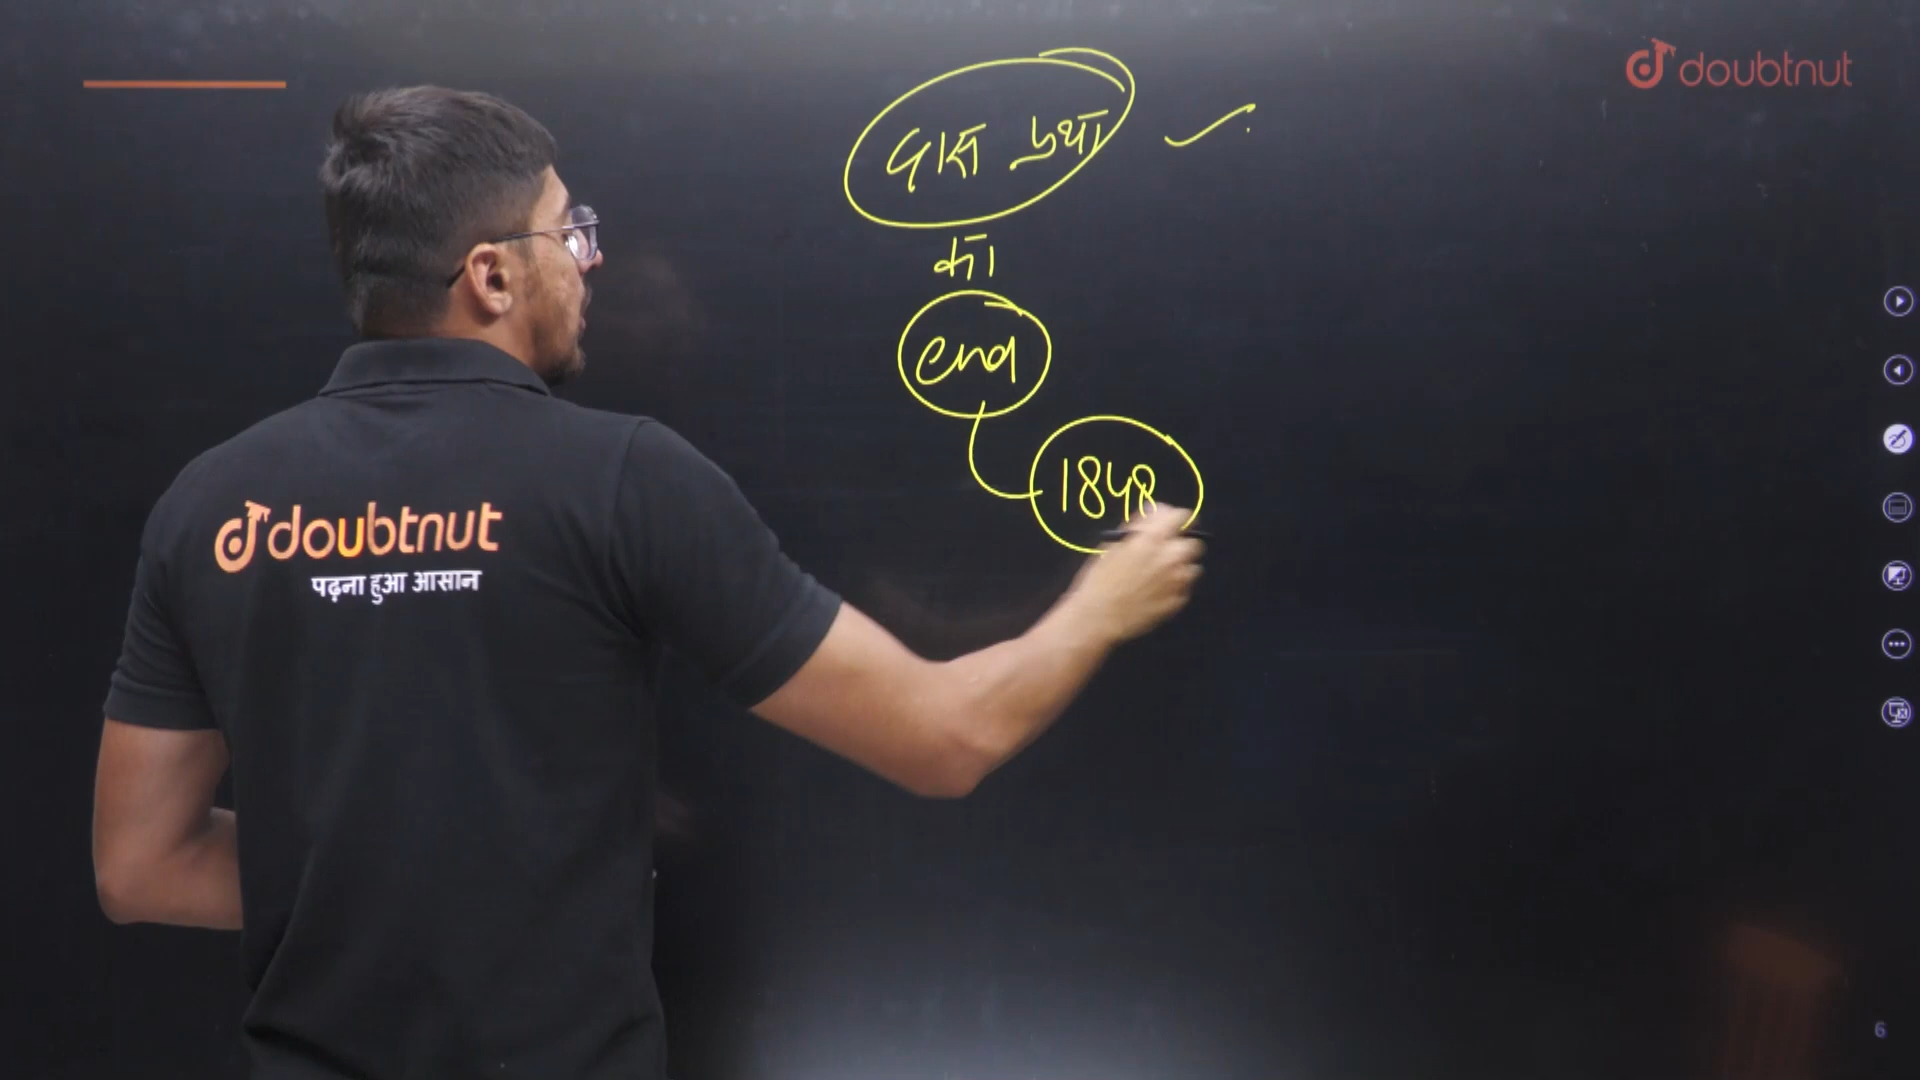 doubtnut
दास प्रथा
का
end
1848
doubtnut
पढ़ना हुआ आसान
6